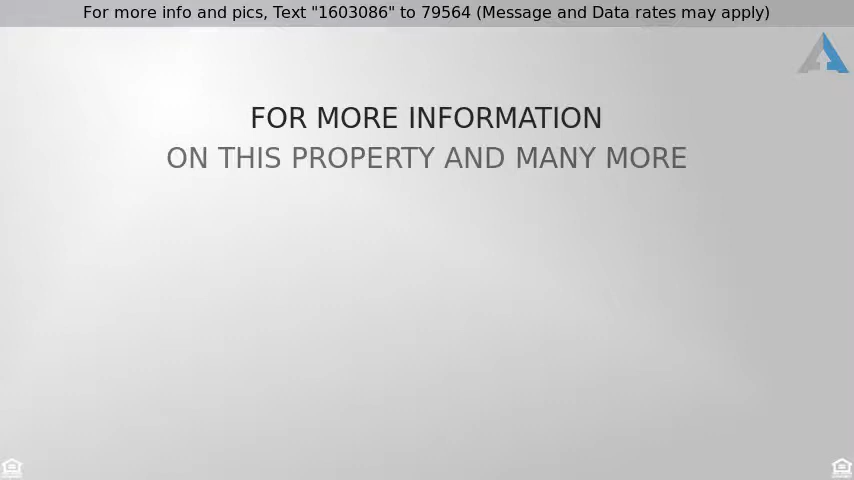 For more info and pics, Text "1603086" to 79564 (Message and Data rates may apply)
FOR MORE INFORMATION
ON THIS PROPERTY AND MANY MORE